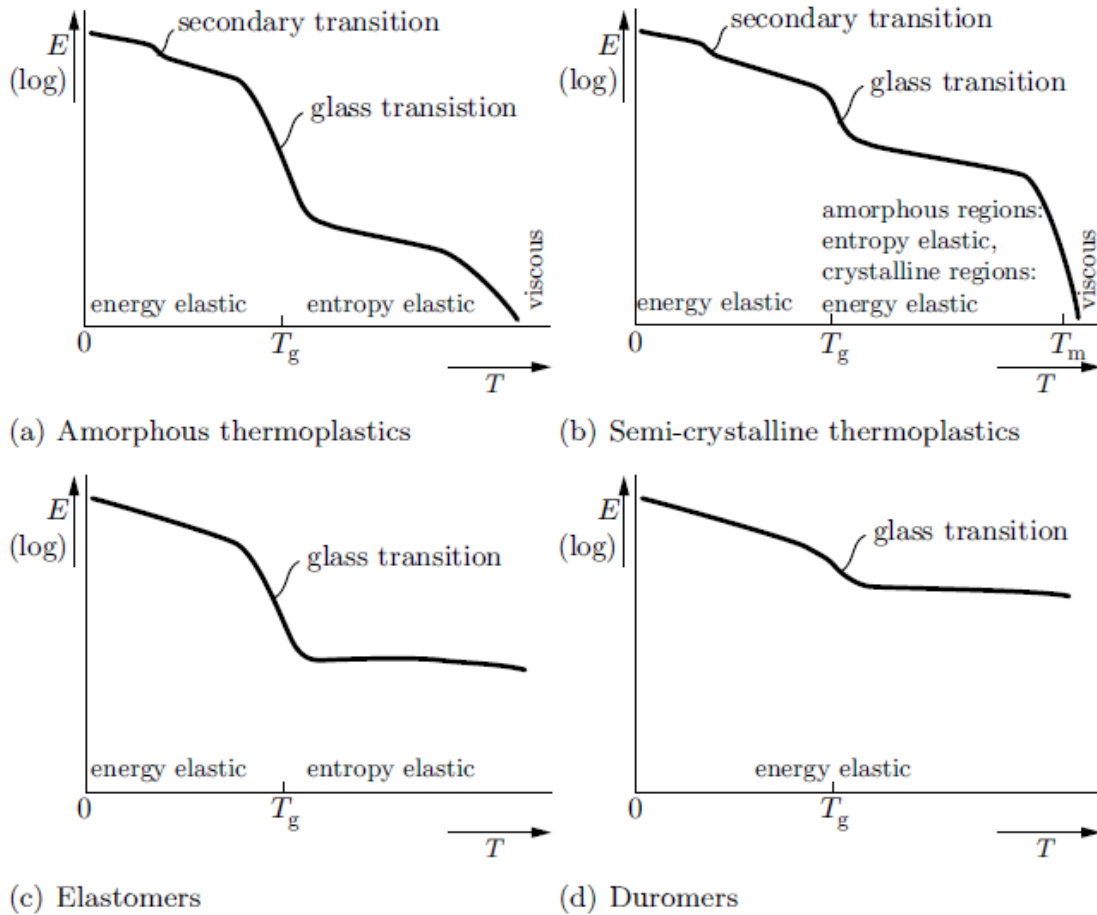 secondary transition
E
(log)
glass transistion
energy elastic
entropy elastic
viscous
0
Tg
T
(a) Amorphous thermoplastics
secondary transition
E
(log)
glass transition
amorphous regions:
entropy elastic,
crystalline regions:
energy elastic
energy elastic
viscous
0
Tg
Tm
T
(b) Semi-crystalline thermoplastics
E
(log)
glass transition
energy elastic
entropy elastic
0
Tg
T
(c) Elastomers
E
(log)
glass transition
energy elastic
0
Tg
T
(d) Duromers